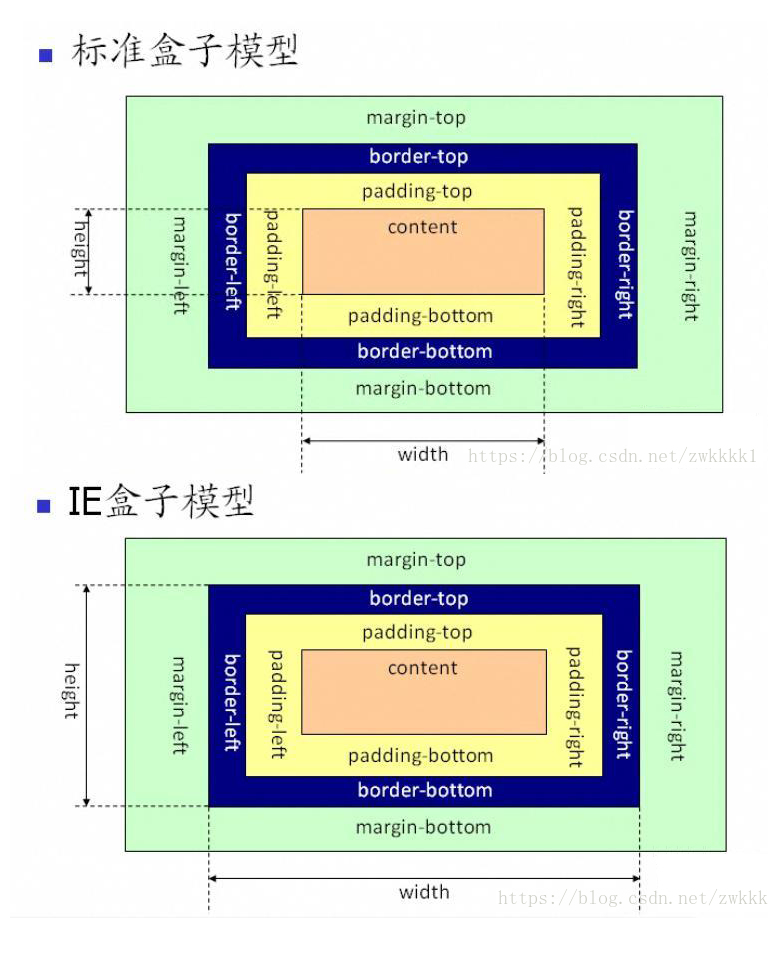 标准盒子模型
margin-top
border-top
padding-top
content
height
margin-left
border-left
padding-left
padding-right
border-right
margin-right
padding-bottom
border-bottom
margin-bottom
width
https://blog.csdn.net/zwkkkk1
IE盒子模型
margin-top
border-top
padding-top
content
height
margin-left
border-left
padding-left
padding-right
border-right
margin-right
padding-bottom
border-bottom
margin-bottom
width
https://blog.csdn.net/zwkkk